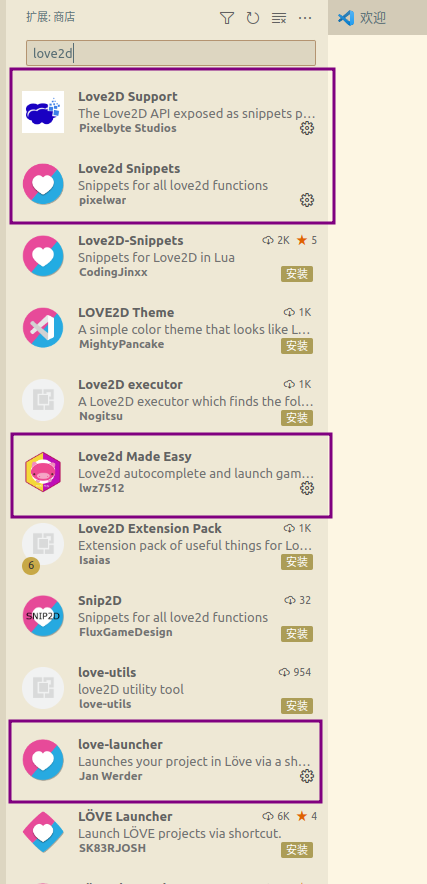 扩展: 商店
欢迎
love2d
Love2D Support
The Love2D API exposed as snippets p...
Pixelbyte Studios
Love2d Snippets
Snippets for all love2d functions
pixelwar
Love2D-Snippets 2K 5
Snippets for Love2D in Lua
CodingJinxx 安装
LOVE2D Theme 1K
A simple color theme that looks like L...
MightyPancake 安装
Love2D executor 1K
A Love2D executor which finds the fol...
Nogitsu 安装
Love2d Made Easy
Love2d autocomplete and launch gam...
lwz7512
Love2D Extension Pack 1K
Extension pack of useful things for Lo...
6 Isaias 安装
Snip2D 32
SNIP2D Snippets for all love2d functions
FluxGameDesign 安装
love-utils 954
love2D utility tool
love-utils 安装
love-launcher
Launches your project in Löve via a sh...
Jan Werder
LÖVE Launcher 6K 4
Launch LÖVE projects via shortcut.
SK83RJOSH 安装